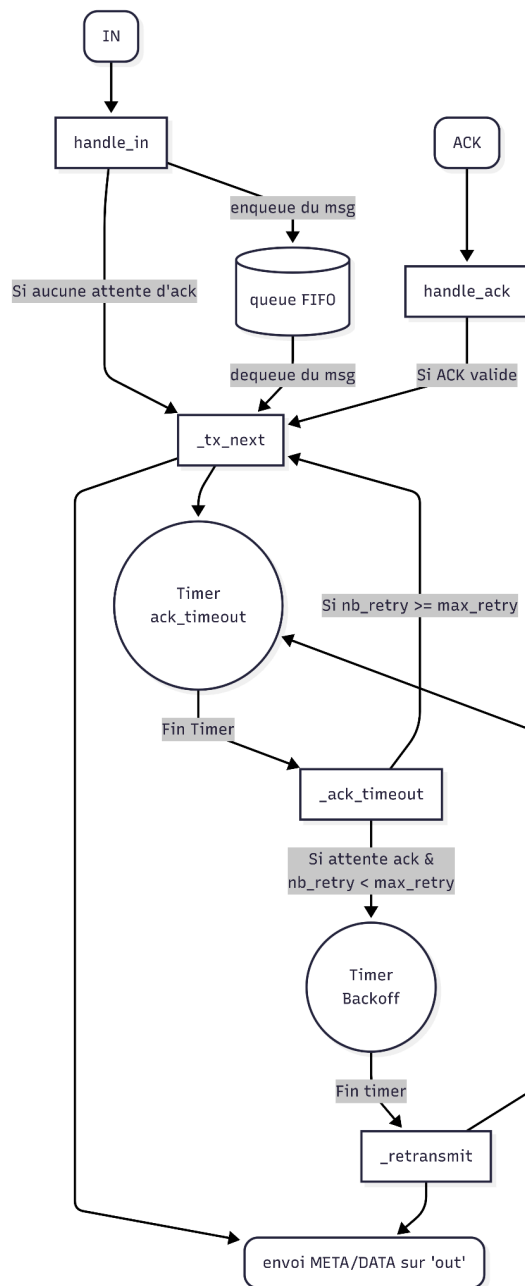 IN
handle_in
ACK
enqueue du msg
Si aucune attente d'ack
queue FIFO
handle_ack
dequeue du msg
Si ACK valide
_tx_next
Timer
ack_timeout
Si nb_retry >= max_retry
Fin Timer
_ack_timeout
Si attente ack &
nb_retry < max_retry
Timer
Backoff
Fin timer
_retransmit
envoi META/DATA sur 'out'